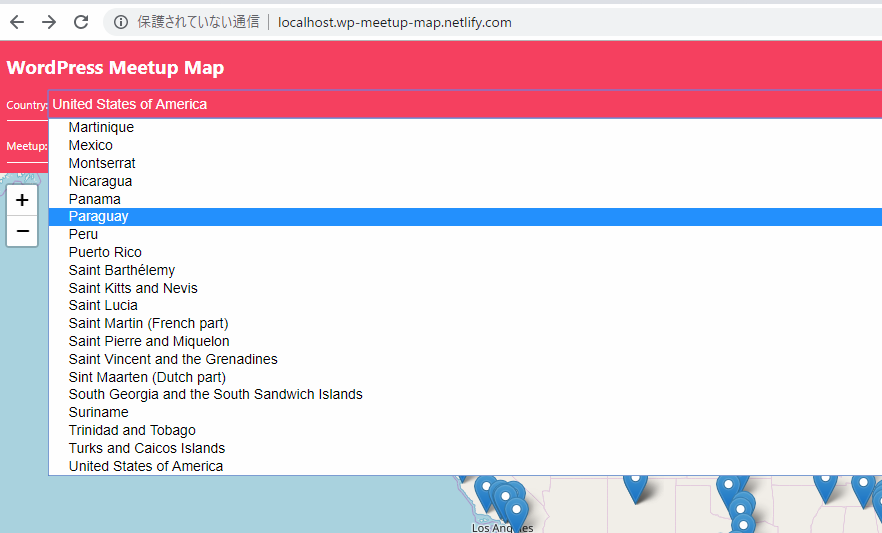 保護されていない通信 | localhost.wp-meetup-map.netlify.com
WordPress Meetup Map
Country: United States of America
Martinique
Mexico
Montserrat
Nicaragua
Panama
Paraguay
Peru
Puerto Rico
Saint Barthélemy
Saint Kitts and Nevis
Saint Lucia
Saint Martin (French part)
Saint Pierre and Miquelon
Saint Vincent and the Grenadines
Sint Maarten (Dutch part)
South Georgia and the South Sandwich Islands
Suriname
Trinidad and Tobago
Turks and Caicos Islands
United States of America
Meetup:
+
−
Los Angeles